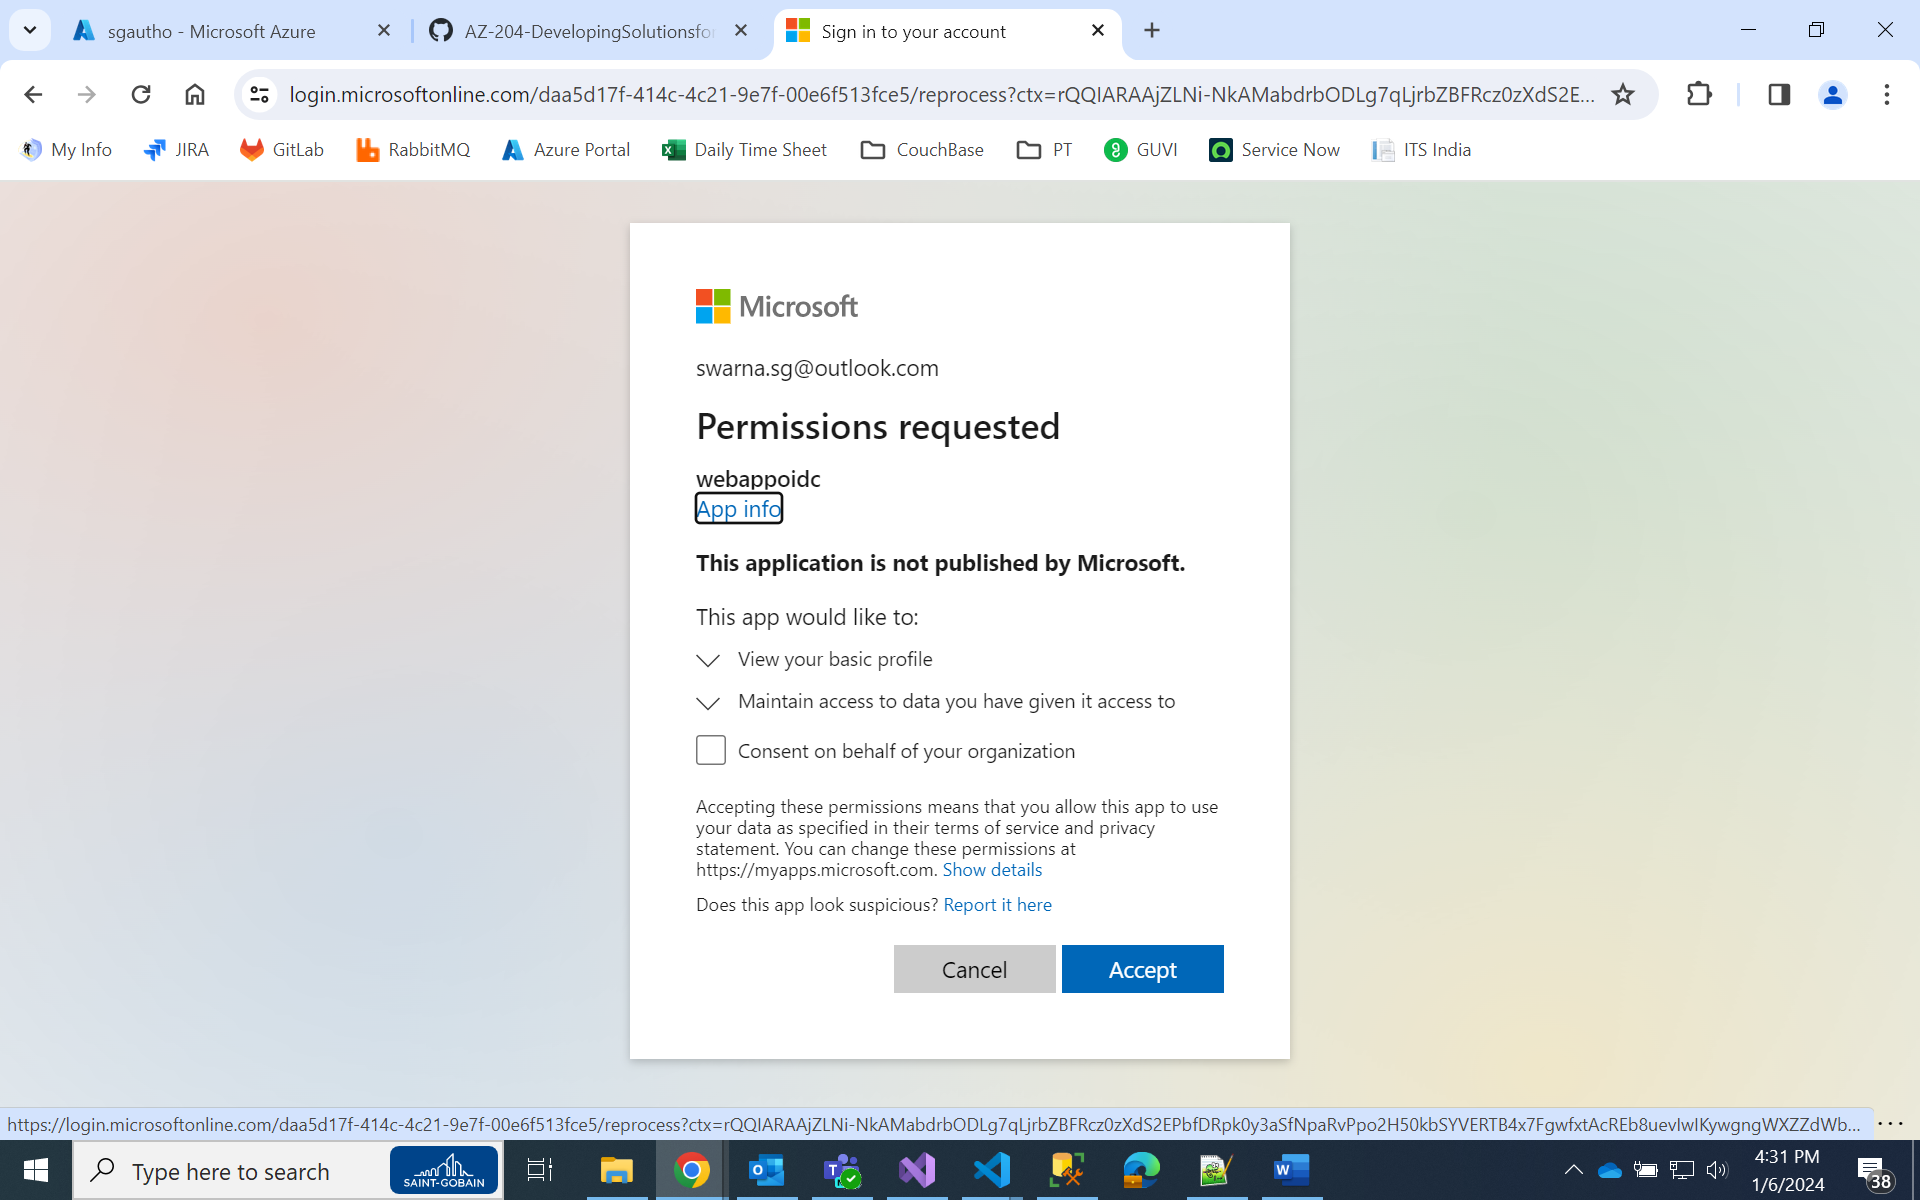 sgautho - Microsoft Azure
AZ-204-DevelopingSolutionsfor
Sign in to your account
login.microsoftonline.com/daa5d17f-414c-4c21-9e7f-00e6f513fce5/reprocess?ctx=rQQIARAAjZLNi-NkAMabdrbODLg7qLjrbZBFRcz0zXdS2E...
My Info
JIRA
GitLab
RabbitMQ
Azure Portal
Daily Time Sheet
CouchBase
PT
GUVI
Service Now
ITS India
Microsoft
swarna.sg@outlook.com
Permissions requested
webappoidc
App info
This application is not published by Microsoft.
This app would like to:
View your basic profile
Maintain access to data you have given it access to
Consent on behalf of your organization
Accepting these permissions means that you allow this app to use
your data as specified in their terms of service and privacy
statement. You can change these permissions at
https://myapps.microsoft.com. Show details
Does this app look suspicious? Report it here
Cancel
Accept
https://login.microsoftonline.com/daa5d17f-414c-4c21-9e7f-00e6f513fce5/reprocess?ctx=rQQIARAAjZLNi-NkAMabdrbODLg7qLjrbZBFRcz0zXdS2EPbfDRpk0y3aSfNpaRvPpo2H50kbSYVERTB4x7FgwfxtAcREb8uevIwIKywgngWXZZdWb...
Type here to search
SAINT-GOBAIN
4:31 PM
1/6/2024
38